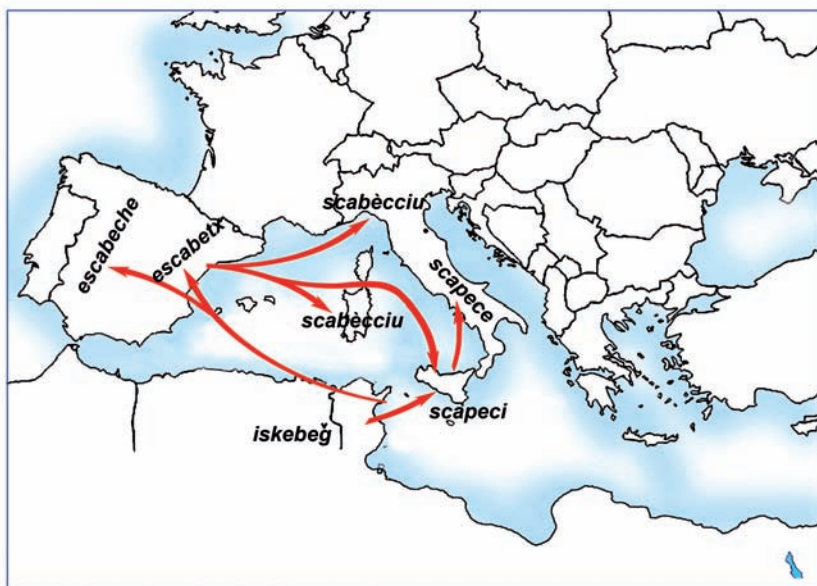 scabècciu
escabeche
escabetx
scapece
scabècciu
scapeci
iskebeğ